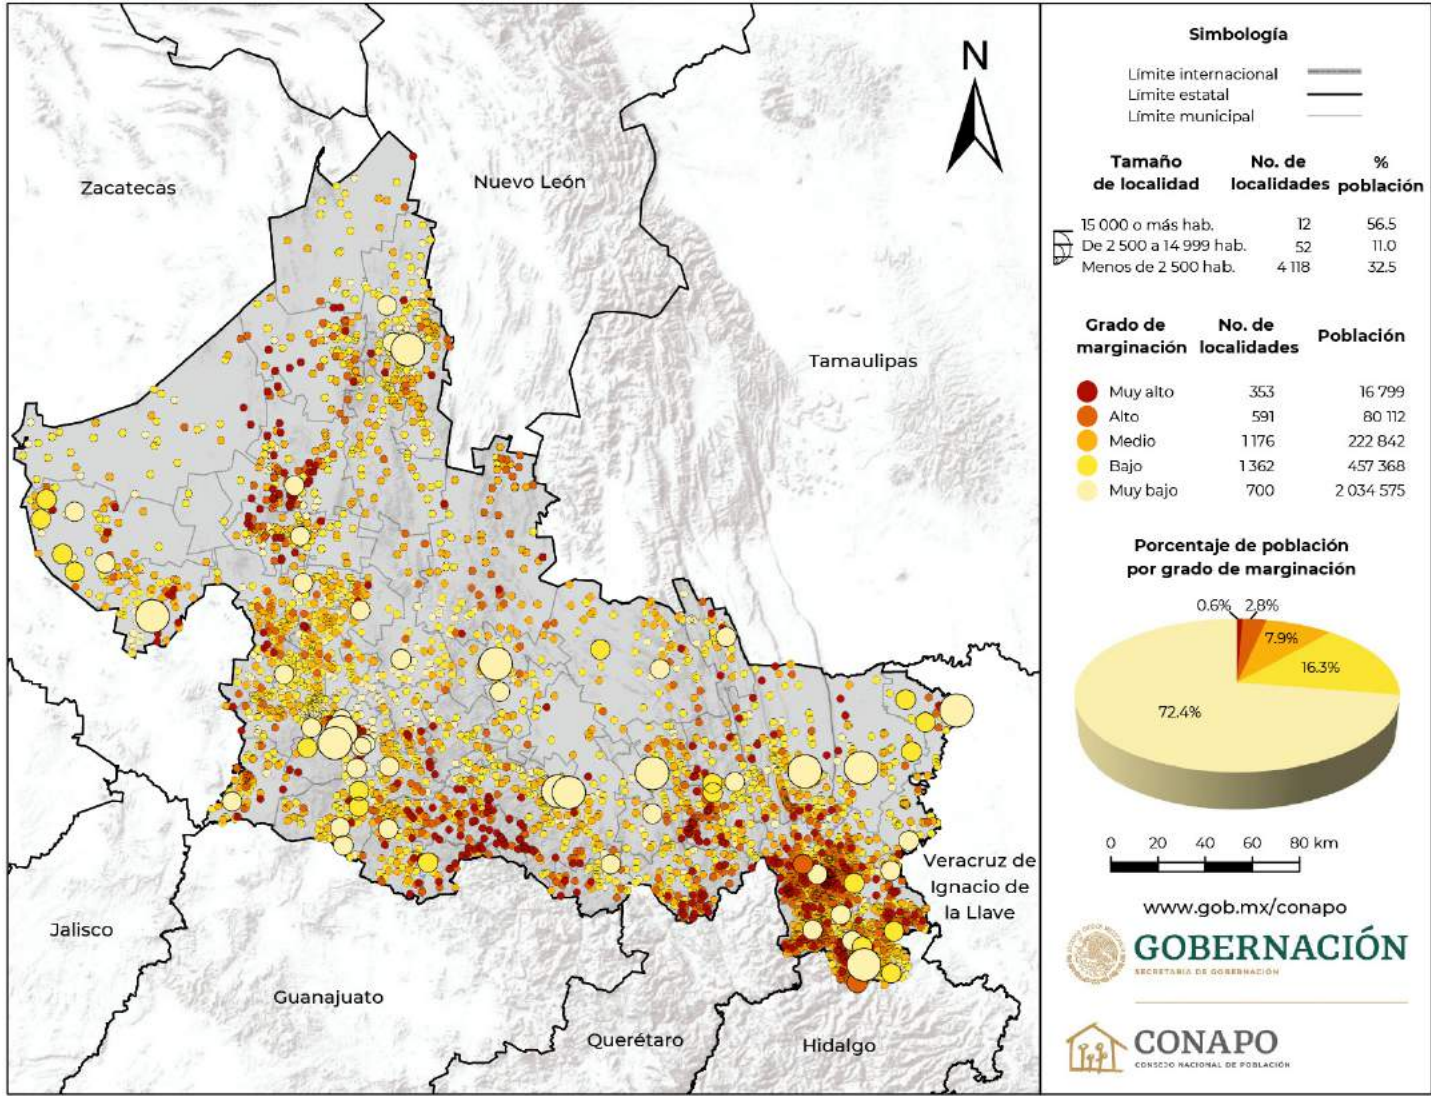 Zacatecas
Nuevo León
Tamaulipas
Veracruz de
Ignacio de
la Llave
Jalisco
Guanajuato
Querétaro
Hidalgo
N
Simbología
Límite internacional
Límite estatal
Límite municipal
Tamaño de localidad No. de localidades % población
15 000 o más hab. 12 56.5
De 2 500 a 14 999 hab. 52 11.0
Menos de 2 500 hab. 4 118 32.5
Grado de marginación No. de localidades Población
Muy alto 353 16 799
Alto 591 80 112
Medio 1 176 222 842
Bajo 1 362 457 368
Muy bajo 700 2 034 575
Porcentaje de población
por grado de marginación
0.6% 2.8%
7.9%
16.3%
72.4%
0 20 40 60 80 km
www.gob.mx/conapo
GOBERNACIÓN
SECRETARÍA DE GOBERNACIÓN
CONAPO
CONSEJO NACIONAL DE POBLACIÓN